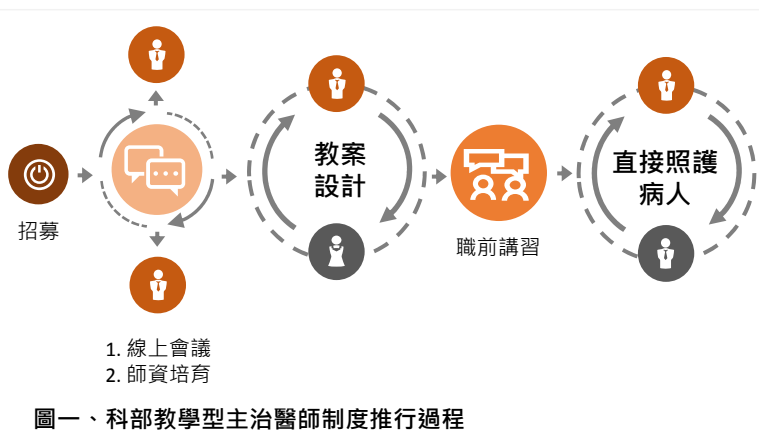 招募
1. 線上會議
2. 師資培育
教案
設計
職前講習
直接照護
病人
圖一、科部教學型主治醫師制度推行過程